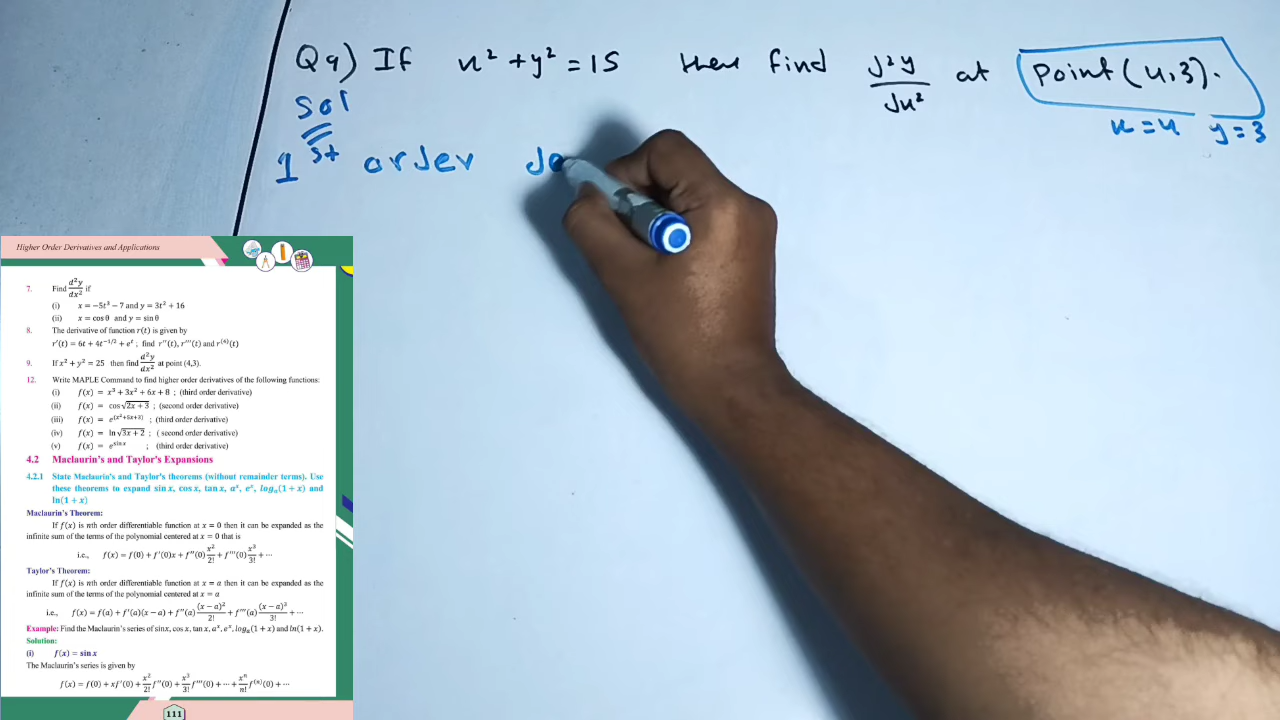 Q9) If x² + y² = 15 then find d²y/dx² at point (4,3).
Sol
x = 4 y = 3
1st order de
Higher Order Derivatives and Applications
7. Find d²y/dx² if
(i) x = −5t³ − 7 and y = 3t² + 16
(ii) x = cos θ and y = sin θ
8. The derivative of function r(t) is given by
r′(t) = 6t + 4t⁻¹/² + eᵗ ; find r″(t), r‴(t) and r⁽⁴⁾(t)
9. If x² + y² = 25 then find d²y/dx² at point (4,3).
12. Write MAPLE Command to find higher order derivatives of the following functions:
(i) f(x) = x³ + 3x² + 6x + 8 ; (third order derivative)
(ii) f(x) = cos√(2x + 3) ; (second order derivative)
(iii) f(x) = e^(x²+5x+3) ; (third order derivative)
(iv) f(x) = ln √(3x + 2) ; ( second order derivative)
(v) f(x) = e^sin x ; (third order derivative)
4.2 Maclaurin's and Taylor's Expansions
4.2.1 State Maclaurin's and Taylor's theorems (without remainder terms). Use
these theorems to expand sin x, cos x, tan x, aˣ, eˣ, logₐ(1 + x) and
ln(1 + x)
Maclaurin's Theorem:
If f(x) is nth order differentiable function at x = 0 then it can be expanded as the
infinite sum of the terms of the polynomial centered at x = 0 that is
i.e., f(x) = f(0) + f′(0)x + f″(0) x²/2! + f‴(0) x³/3! + ⋯
Taylor's Theorem:
If f(x) is nth order differentiable function at x = a then it can be expanded as the
infinite sum of the terms of the polynomial centered at x = a
i.e., f(x) = f(a) + f′(a)(x − a) + f″(a) (x − a)²/2! + f‴(a) (x − a)³/3! + ⋯
Example: Find the Maclaurin's series of sinx, cos x, tan x, aˣ, eˣ, logₐ(1 + x) and ln(1 + x).
Solution:
(i) f(x) = sin x
The Maclaurin's series is given by
f(x) = f(0) + xf′(0) + x²/2! f″(0) + x³/3! f‴(0) + ⋯ + xⁿ/n! f⁽ⁿ⁾(0) + ⋯
111